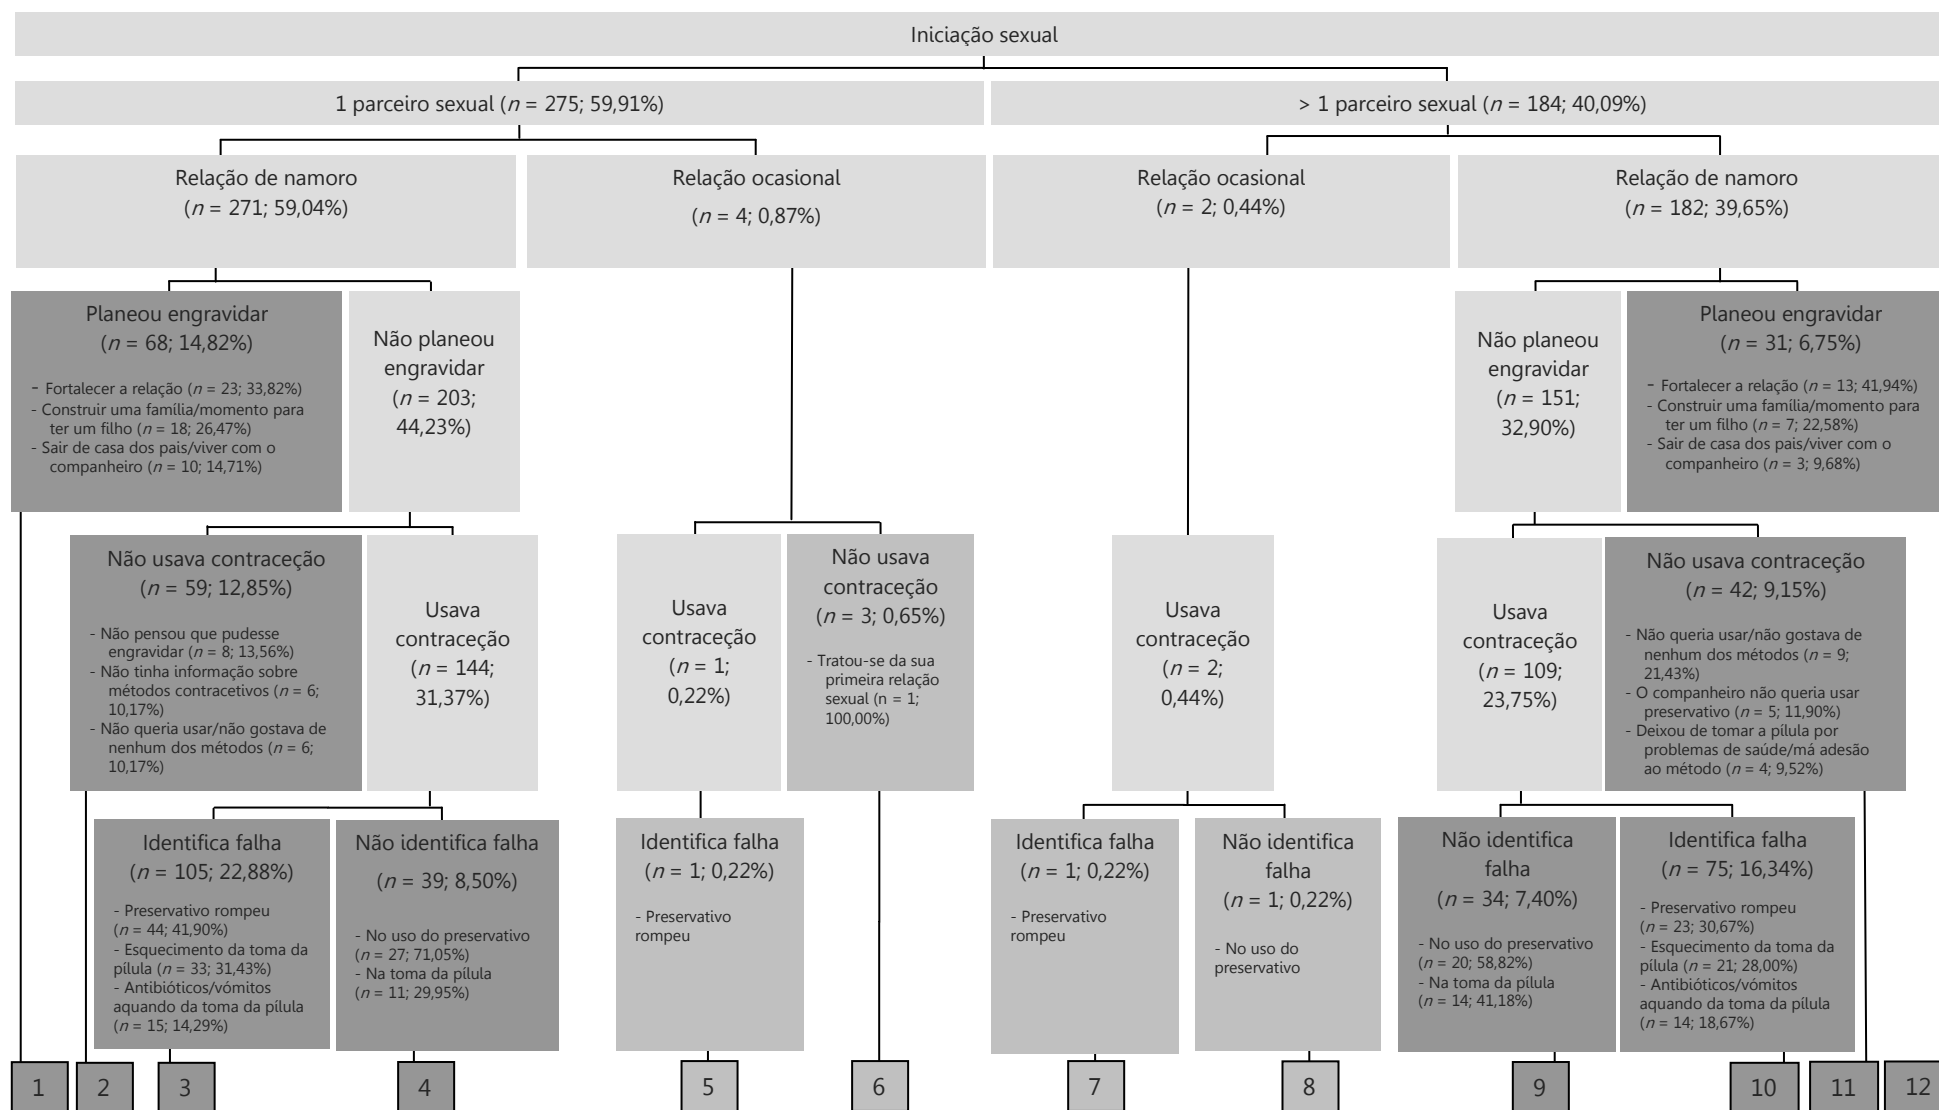 Iniciação sexual
1 parceiro sexual (n = 275; 59,91%)
> 1 parceiro sexual (n = 184; 40,09%)
Relação de namoro
(n = 271; 59,04%)
Relação ocasional
(n = 4; 0,87%)
Relação ocasional
(n = 2; 0,44%)
Relação de namoro
(n = 182; 39,65%)
Planeou engravidar
(n = 68; 14,82%)
- Fortalecer a relação (n = 23; 33,82%)
- Construir uma família/momento para
ter um filho (n = 18; 26,47%)
- Sair de casa dos pais/viver com o
companheiro (n = 10; 14,71%)
Não planeou
engravidar
(n = 203;
44,23%)
Não planeou
engravidar
(n = 151;
32,90%)
Planeou engravidar
(n = 31; 6,75%)
- Fortalecer a relação (n = 13; 41,94%)
- Construir uma família/momento para
ter um filho (n = 7; 22,58%)
- Sair de casa dos pais/viver com o
companheiro (n = 3; 9,68%)
Não usava contraceção
(n = 59; 12,85%)
- Não pensou que pudesse
engravidar (n = 8; 13,56%)
- Não tinha informação sobre
métodos contracetivos (n = 6;
10,17%)
- Não queria usar/não gostava de
nenhum dos métodos (n = 6;
10,17%)
Usava
contraceção
(n = 144;
31,37%)
Usava
contraceção
(n = 1;
0,22%)
Não usava
contraceção
(n = 3; 0,65%)
- Tratou-se da sua
primeira relação
sexual (n = 1;
100,00%)
Usava
contraceção
(n = 2;
0,44%)
Usava
contraceção
(n = 109;
23,75%)
Não usava contraceção
(n = 42; 9,15%)
- Não queria usar/não gostava de
nenhum dos métodos (n = 9;
21,43%)
- O companheiro não queria usar
preservativo (n = 5; 11,90%)
- Deixou de tomar a pílula por
problemas de saúde/má adesão
ao método (n = 4; 9,52%)
Identifica falha
(n = 105; 22,88%)
- Preservativo rompeu
(n = 44; 41,90%)
- Esquecimento da toma da
pílula (n = 33; 31,43%)
- Antibióticos/vómitos
aquando da toma da pílula
(n = 15; 14,29%)
Não identifica falha
(n = 39; 8,50%)
- No uso do preservativo
(n = 27; 71,05%)
- Na toma da pílula
(n = 11; 29,95%)
Identifica falha
(n = 1; 0,22%)
- Preservativo
rompeu
Identifica falha
(n = 1; 0,22%)
- Preservativo
rompeu
Não identifica
falha
(n = 1; 0,22%)
- No uso do
preservativo
Não identifica
falha
(n = 34; 7,40%)
- No uso do preservativo
(n = 20; 58,82%)
- Na toma da pílula
(n = 14; 41,18%)
Identifica falha
(n = 75; 16,34%)
- Preservativo rompeu
(n = 23; 30,67%)
- Esquecimento da toma da
pílula (n = 21; 28,00%)
- Antibióticos/vómitos
aquando da toma da pílula
(n = 14; 18,67%)
1
2
3
4
5
6
7
8
9
10
11
12